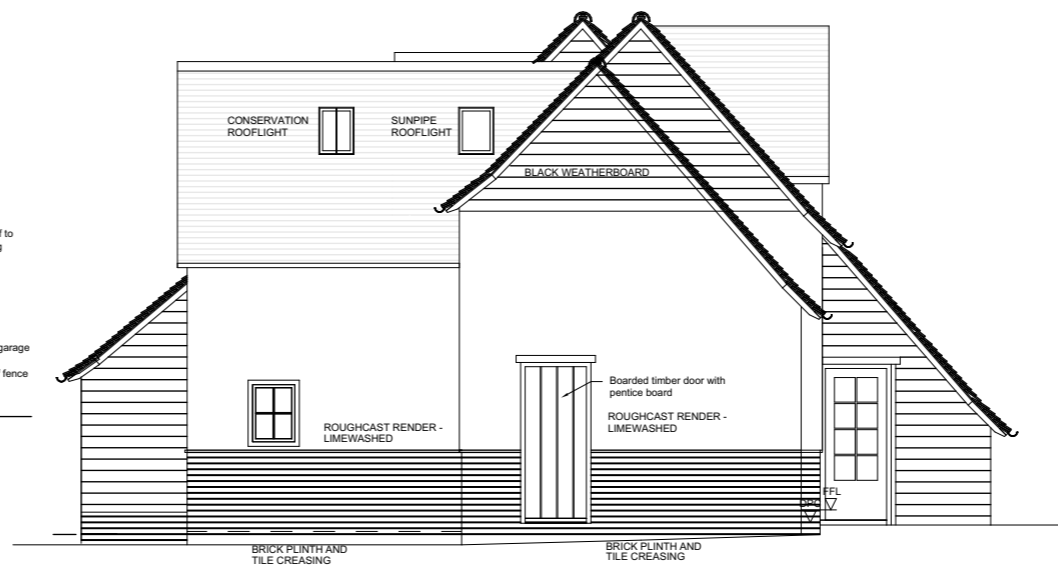 CONSERVATION
ROOFLIGHT
SUNPIPE
ROOFLIGHT
BLACK WEATHERBOARD
f to
garage
fence
Boarded timber door with
pentice board
ROUGHCAST RENDER -
LIMEWASHED
ROUGHCAST RENDER -
LIMEWASHED
FFL
DPC
BRICK PLINTH AND
TILE CREASING
BRICK PLINTH AND
TILE CREASING